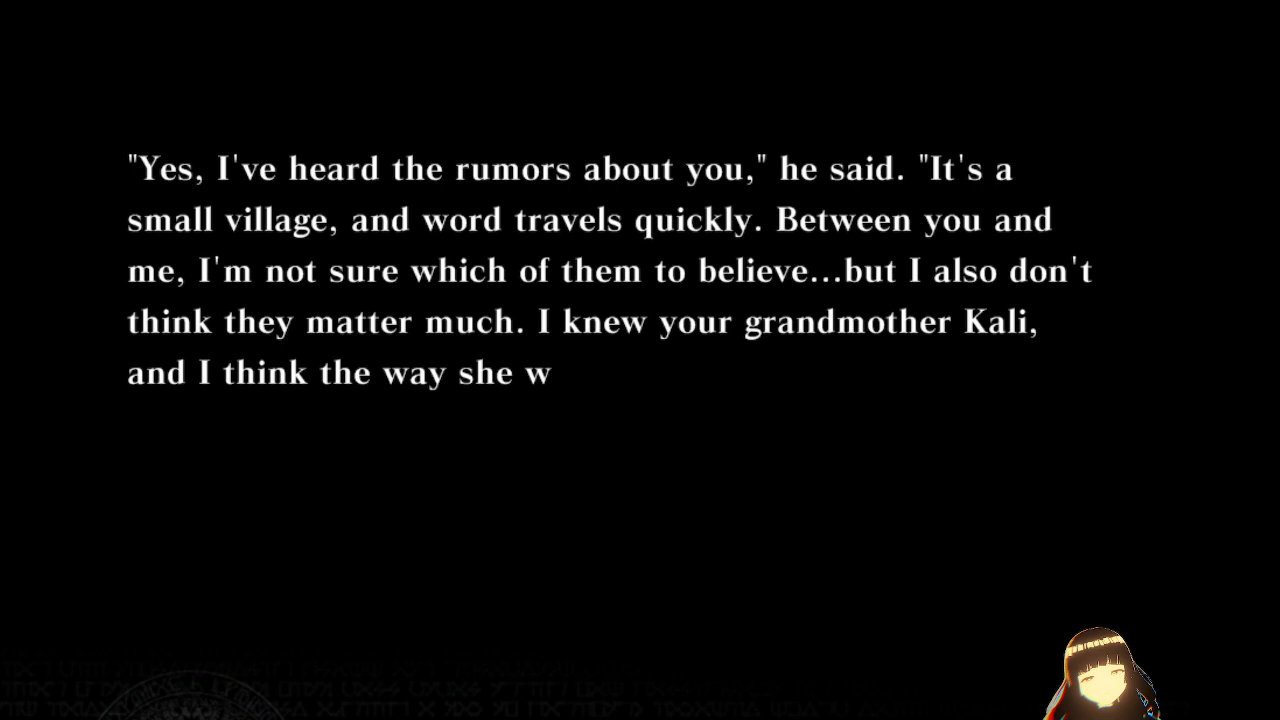 "Yes, I've heard the rumors about you," he said. "It's a
small village, and word travels quickly. Between you and
me, I'm not sure which of them to believe...but I also don't
think they matter much. I knew your grandmother Kali,
and I think the way she w